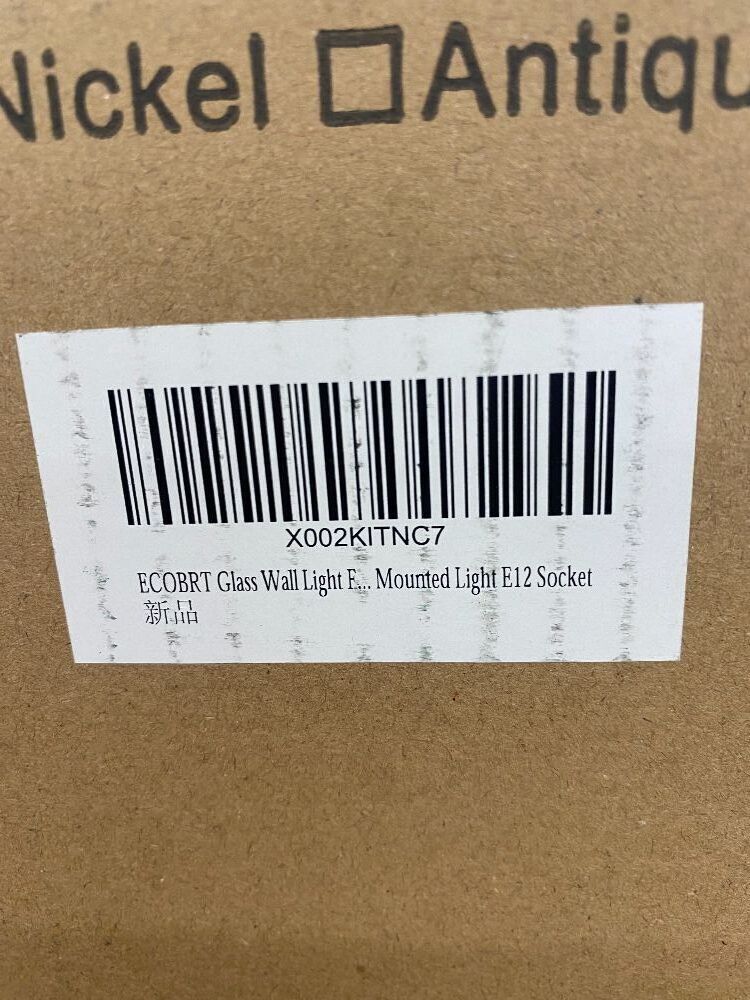 Nickel □Antiqu
X002KITNC7
ECOBRT Glass Wall Light F... Mounted Light E12 Socket
新品